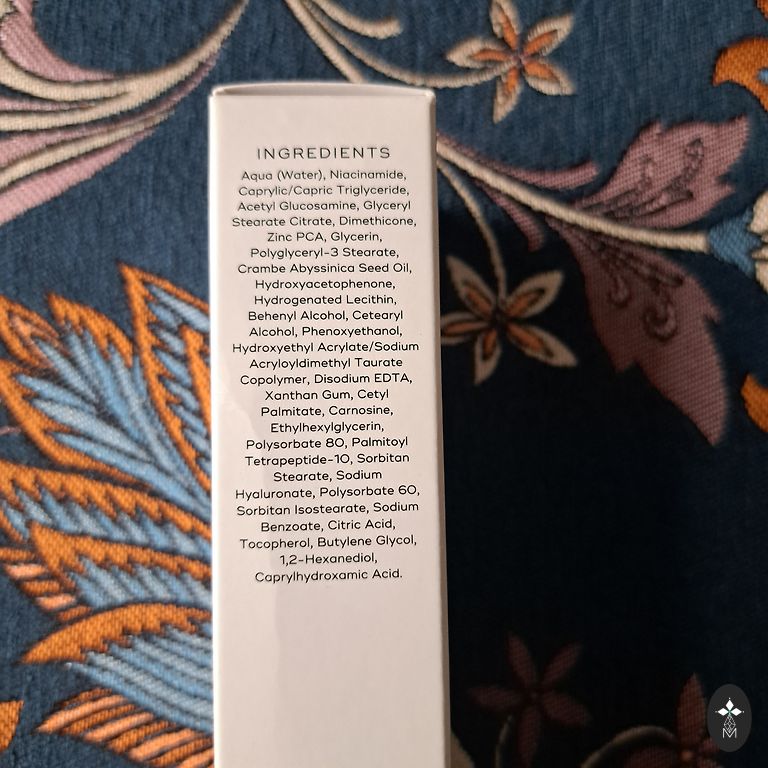 INGREDIENTS
Aqua (Water), Niacinamide,
Caprylic/Capric Triglyceride,
Acetyl Glucosamine, Glyceryl
Stearate Citrate, Dimethicone,
Zinc PCA, Glycerin,
Polyglyceryl-3 Stearate,
Crambe Abyssinica Seed Oil,
Hydroxyacetophenone,
Hydrogenated Lecithin,
Behenyl Alcohol, Cetearyl
Alcohol, Phenoxyethanol,
Hydroxyethyl Acrylate/Sodium
Acryloyldimethyl Taurate
Copolymer, Disodium EDTA,
Xanthan Gum, Cetyl
Palmitate, Carnosine,
Ethylhexylglycerin,
Polysorbate 80, Palmitoyl
Tetrapeptide-10, Sorbitan
Stearate, Sodium
Hyaluronate, Polysorbate 60,
Sorbitan Isostearate, Sodium
Benzoate, Citric Acid,
Tocopherol, Butylene Glycol,
1,2-Hexanediol,
Caprylhydroxamic Acid.
M